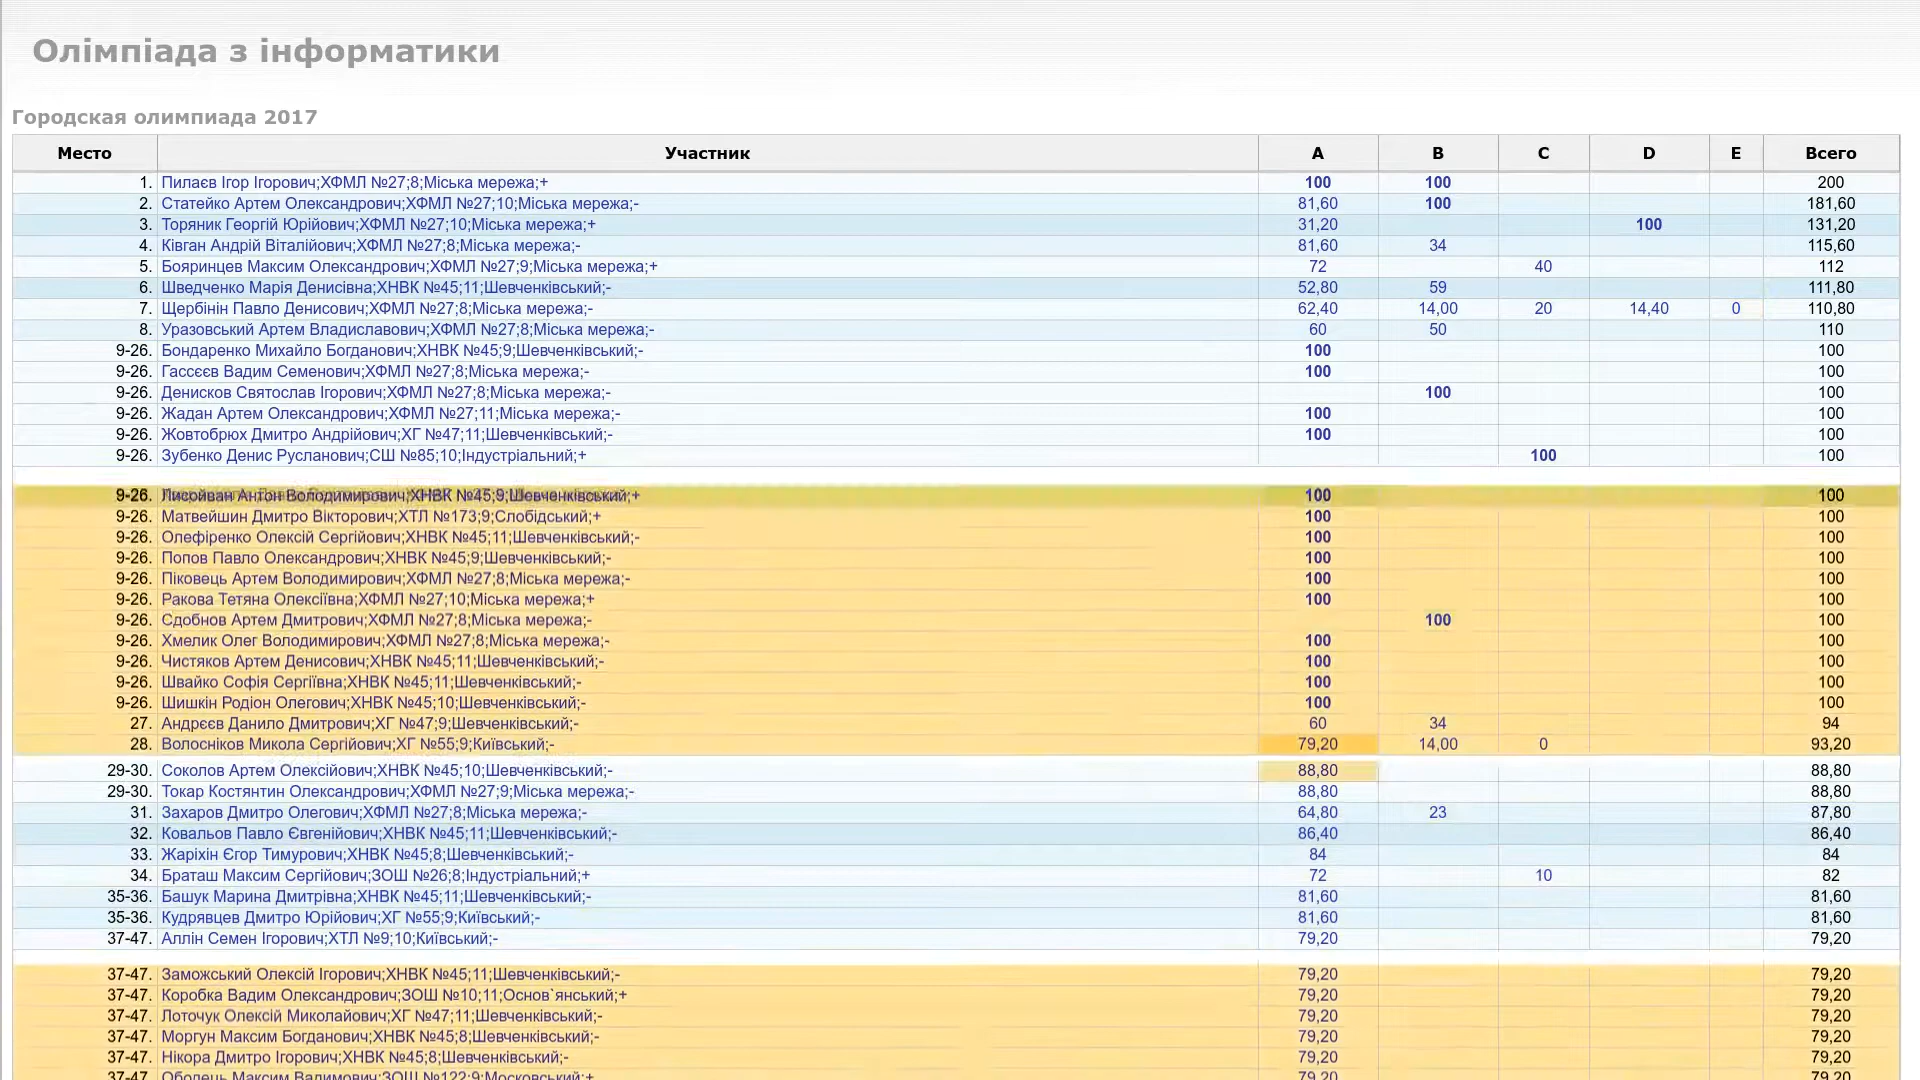 Олімпіада з інформатики
Городская олимпиада 2017
Место Участник A B C D E Всего
1. Пилаєв Ігор Ігорович;ХФМЛ №27;8;Міська мережа;+ 100 100 200
2. Статейко Артем Олександрович;ХФМЛ №27;10;Міська мережа;- 81,60 100 181,60
3. Торяник Георгій Юрійович;ХФМЛ №27;10;Міська мережа;+ 31,20 100 131,20
4. Ківган Андрій Віталійович;ХФМЛ №27;8;Міська мережа;- 81,60 34 115,60
5. Бояринцев Максим Олександрович;ХФМЛ №27;9;Міська мережа;+ 72 40 112
6. Шведченко Марія Денисівна;ХНВК №45;11;Шевченківський;- 52,80 59 111,80
7. Щербінін Павло Денисович;ХФМЛ №27;8;Міська мережа;- 62,40 14,00 20 14,40 0 110,80
8. Уразовський Артем Владиславович;ХФМЛ №27;8;Міська мережа;- 60 50 110
9-26. Бондаренко Михайло Богданович;ХНВК №45;9;Шевченківський;- 100 100
9-26. Гассєєв Вадим Семенович;ХФМЛ №27;8;Міська мережа;- 100 100
9-26. Денисков Святослав Ігорович;ХФМЛ №27;8;Міська мережа;- 100 100
9-26. Жадан Артем Олександрович;ХФМЛ №27;11;Міська мережа;- 100 100
9-26. Жовтобрюх Дмитро Андрійович;ХГ №47;11;Шевченківський;- 100 100
9-26. Зубенко Денис Русланович;СШ №85;10;Індустріальний;+ 100 100
9-26. Антон Володимирович;ХНВК №45;9;Шевченківський;+ 100 100
9-26. Матвейшин Дмитро Вікторович;ХТЛ №173;9;Слобідський;+ 100 100
9-26. Олефіренко Олексій Сергійович;ХНВК №45;11;Шевченківський;- 100 100
9-26. Попов Павло Олександрович;ХНВК №45;9;Шевченківський;- 100 100
9-26. Піковець Артем Володимирович;ХФМЛ №27;8;Міська мережа;- 100 100
9-26. Ракова Тетяна Олексіївна;ХФМЛ №27;10;Міська мережа;+ 100 100
9-26. Сдобнов Артем Дмитрович;ХФМЛ №27;8;Міська мережа;- 100 100
9-26. Хмелик Олег Володимирович;ХФМЛ №27;8;Міська мережа;- 100 100
9-26. Чистяков Артем Денисович;ХНВК №45;11;Шевченківський;- 100 100
9-26. Швайко Софія Сергіївна;ХНВК №45;11;Шевченківський;- 100 100
9-26. Шишкін Родіон Олегович;ХНВК №45;10;Шевченківський;- 100 100
27. Андрєєв Данило Дмитрович;ХГ №47;9;Шевченківський;- 60 34 94
28. Волосніков Микола Сергійович;ХГ №55;9;Київський;- 79,20 14,00 0 93,20
29-30. Соколов Артем Олексійович;ХНВК №45;10;Шевченківський;- 88,80 88,80
29-30. Токар Костянтин Олександрович;ХФМЛ №27;9;Міська мережа;- 88,80 88,80
31. Захаров Дмитро Олегович;ХФМЛ №27;8;Міська мережа;- 64,80 23 87,80
32. Ковальов Павло Євгенійович;ХНВК №45;11;Шевченківський;- 86,40 86,40
33. Жаріхін Єгор Тимурович;ХНВК №45;8;Шевченківський;- 84 84
34. Браташ Максим Сергійович;ЗОШ №26;8;Індустріальний;+ 72 10 82
35-36. Башук Марина Дмитрівна;ХНВК №45;11;Шевченківський;- 81,60 81,60
35-36. Кудрявцев Дмитро Юрійович;ХГ №55;9;Київський;- 81,60 81,60
37-47. Аллін Семен Ігорович;ХТЛ №9;10;Київський;- 79,20 79,20
37-47. Заможський Олексій Ігорович;ХНВК №45;11;Шевченківський;- 79,20 79,20
37-47. Коробка Вадим Олександрович;ЗОШ №10;11;Основ`янський;+ 79,20 79,20
37-47. Лоточук Олексій Миколайович;ХГ №47;11;Шевченківський;- 79,20 79,20
37-47. Моргун Максим Богданович;ХНВК №45;8;Шевченківський;- 79,20 79,20
37-47. Нікора Дмитро Ігорович;ХНВК №45;8;Шевченківський;- 79,20 79,20
37-47. Оболець Максим Вадимович;ЗОШ №122;9;Московський;+ 79,20 79,20